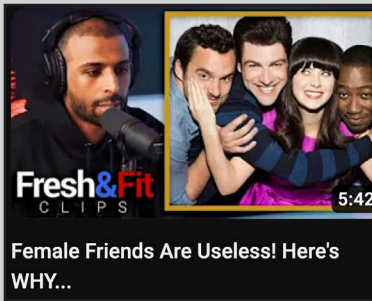 Fresh&Fit
CLIPS
5:42
Female Friends Are Useless! Here's
WHY...